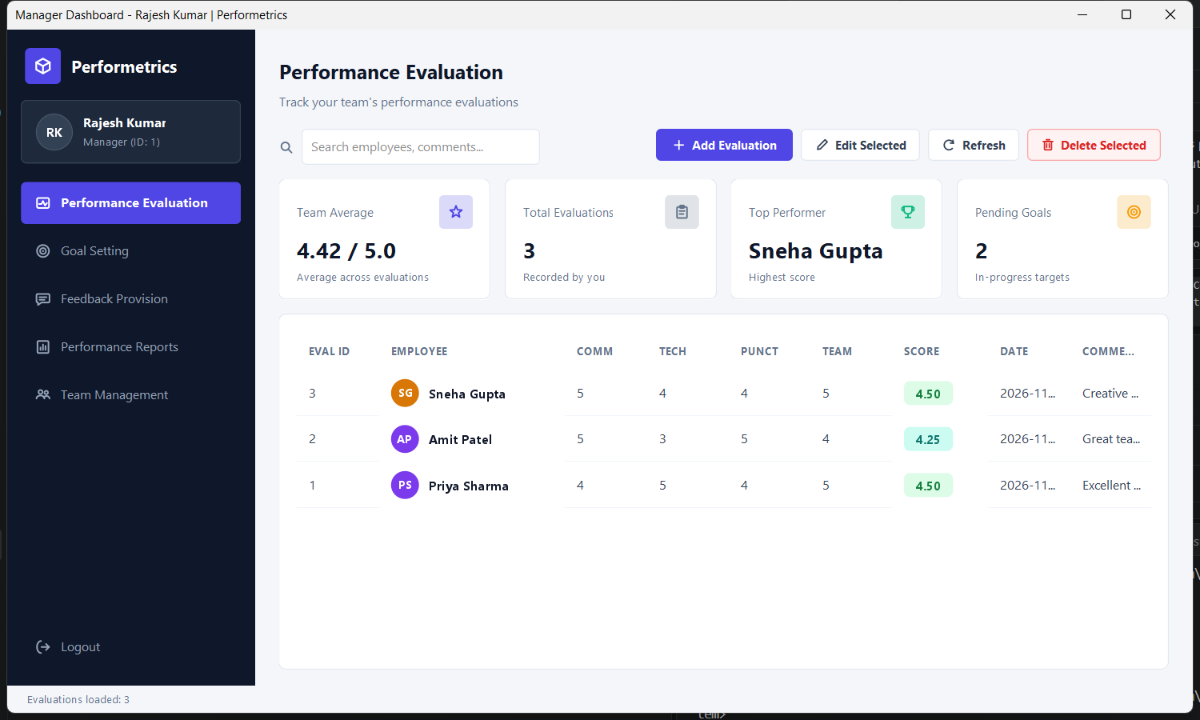 Manager Dashboard - Rajesh Kumar | Performetrics
Performetrics
RK
Rajesh Kumar
Manager (ID: 1)
Performance Evaluation
Goal Setting
Feedback Provision
Performance Reports
Team Management
Logout
Evaluations loaded: 3
Performance Evaluation
Track your team's performance evaluations
Search employees, comments...
Add Evaluation
Edit Selected
Refresh
Delete Selected
Team Average
4.42 / 5.0
Average across evaluations
Total Evaluations
3
Recorded by you
Top Performer
Sneha Gupta
Highest score
Pending Goals
2
In-progress targets
EVAL ID EMPLOYEE COMM TECH PUNCT TEAM SCORE DATE COMME...
3 SG Sneha Gupta 5 4 4 5 4.50 2026-11... Creative ...
2 AP Amit Patel 5 3 5 4 4.25 2026-11... Great tea...
1 PS Priya Sharma 4 5 4 5 4.50 2026-11... Excellent ...